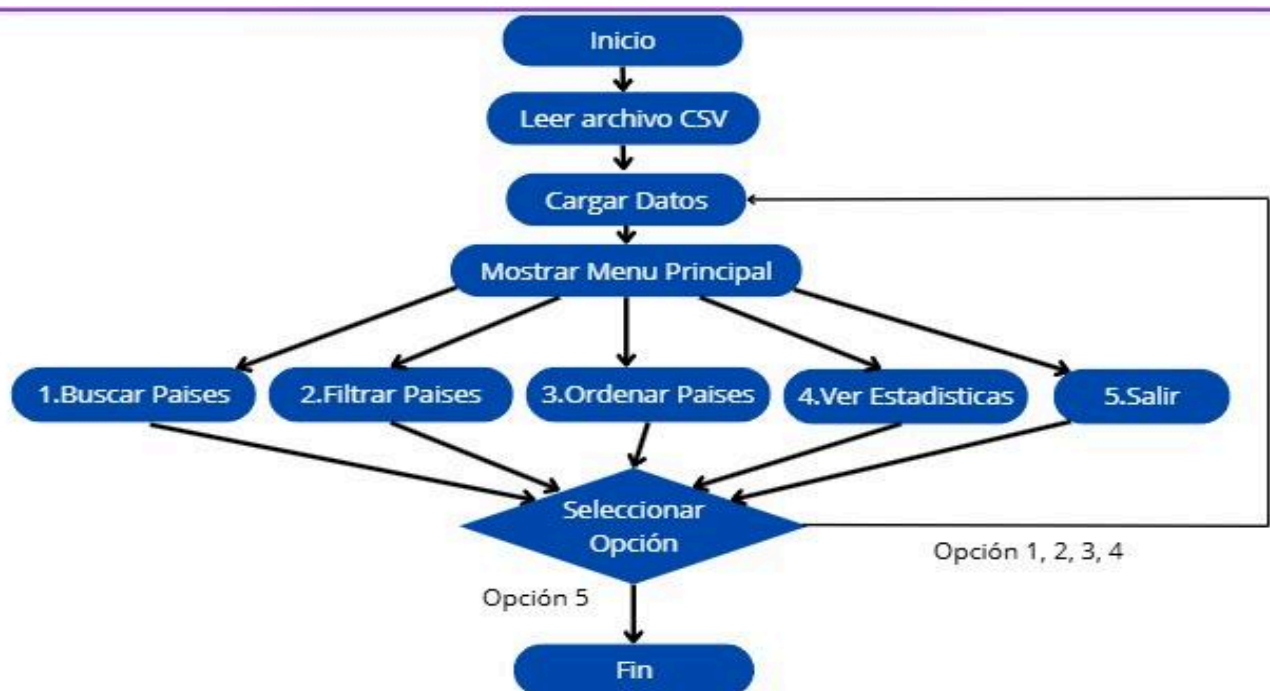 Inicio
Leer archivo CSV
Cargar Datos
Mostrar Menu Principal
1.Buscar Paises
2.Filtrar Paises
3.Ordenar Paises
4.Ver Estadisticas
5.Salir
Seleccionar
Opción
Opción 1, 2, 3, 4
Opción 5
Fin